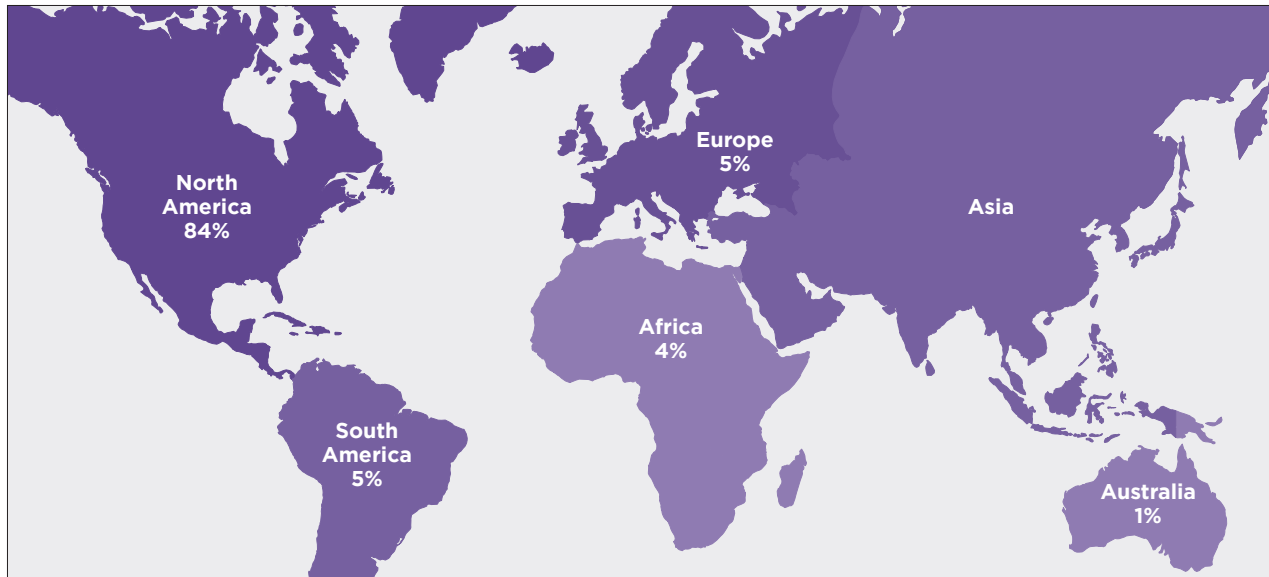 North
America
84%
Europe
5%
Asia
Africa
4%
South
America
5%
Australia
1%